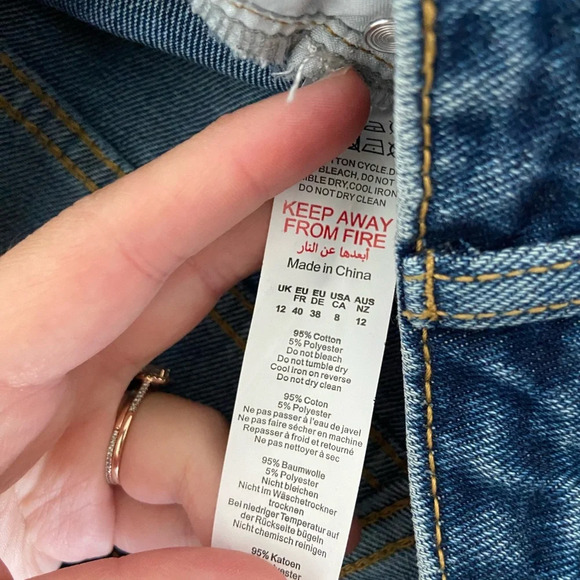 TON CYCLE.D
BLEACH, DO NOT
BLE DRY,COOL IRON
DO NOT DRY CLEAN
KEEP AWAY
FROM FIRE
أبعدها عن النار
Made in China
UK EU EU USA AUS
FR DE CA NZ
12 40 38 8 12
95% Cotton
5% Polyester
Do not bleach
Do not tumble dry
Cool iron on reverse
Do not dry clean
95% Coton
5% Polyester
Ne pas passer à l'eau de javel
Ne pas faire sécher en machine
Repasser à froid et retourné
Ne pas nettoyer à sec
95% Baumwolle
5% Polyester
Nicht bleichen
Nicht im Wäschetrockner
trocknen
Bei niedriger Temperatur auf
der Rückseite bügeln
Nicht chemisch reinigen
95% Katoen